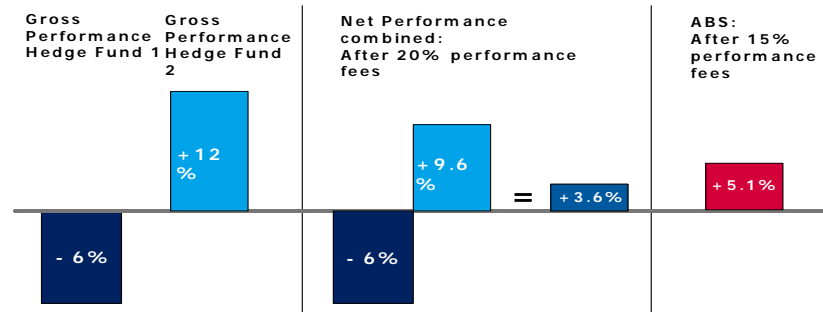 Gross
Performance
Hedge Fund 1
Gross
Performance
Hedge Fund
2
Net Performance
combined:
After 20% performance
fees
ABS:
After 15%
performance
fees
+12
%
- 6%
+9.6
%
- 6%
=
+3.6%
+5.1%